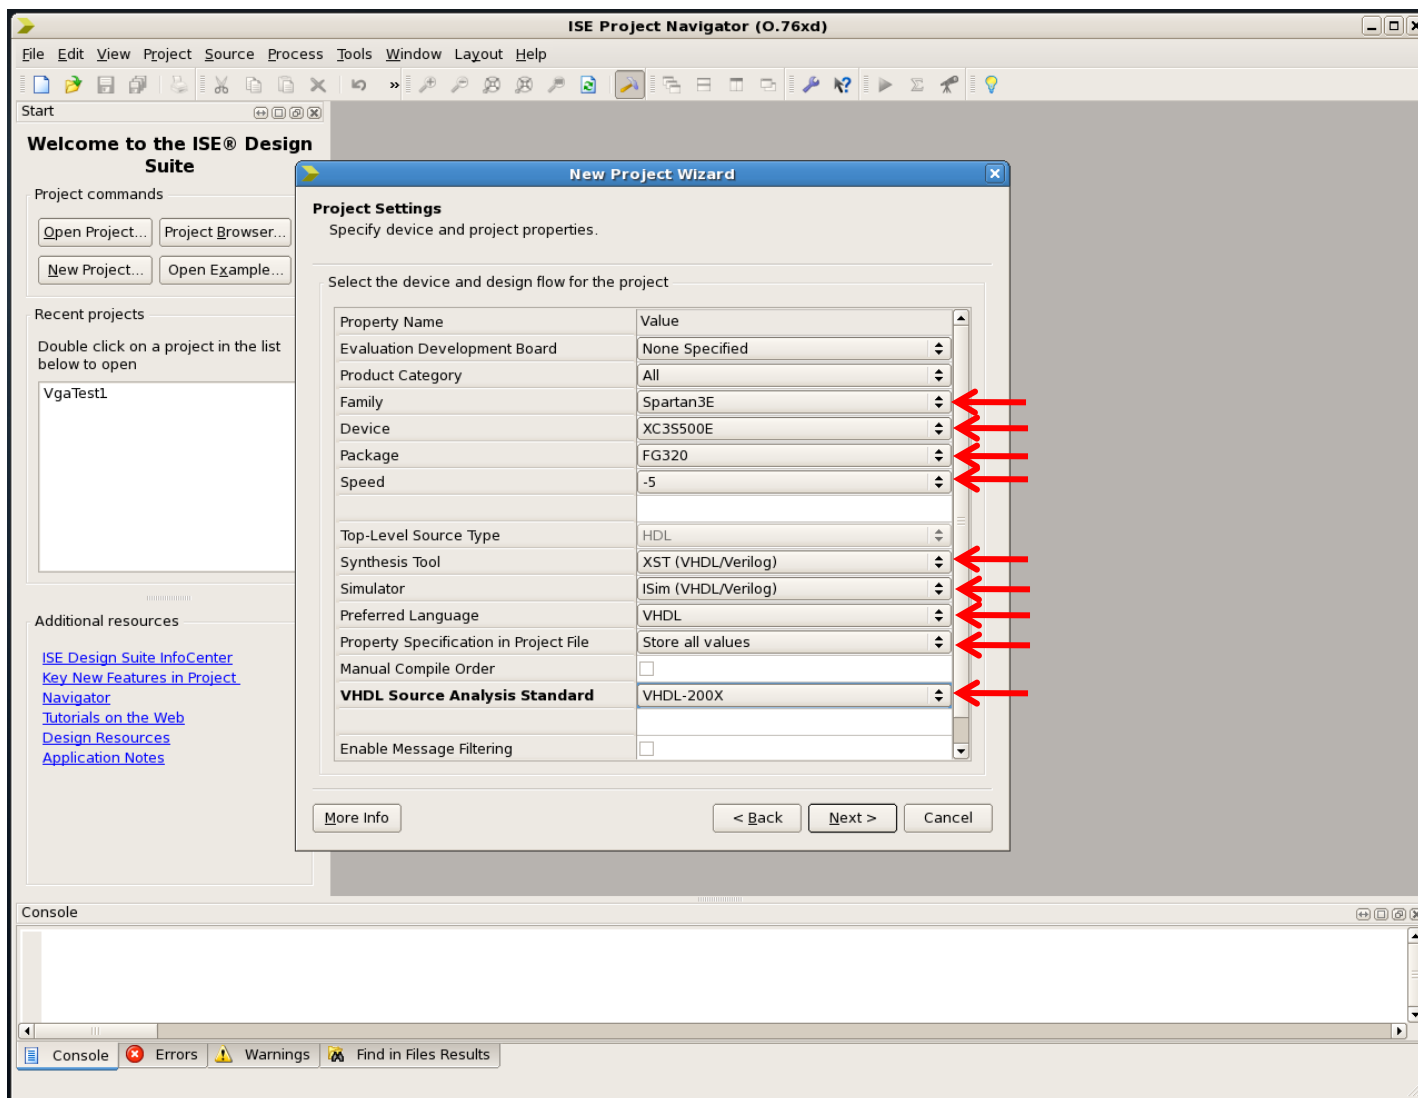 ISE Project Navigator (O.76xd)
File Edit View Project Source Process Tools Window Layout Help
»
Start
Welcome to the ISE® Design
Suite
Project commands
Open Project... Project Browser...
New Project... Open Example...
Recent projects
Double click on a project in the list
below to open
VgaTest1
Additional resources
ISE Design Suite InfoCenter
Key New Features in Project
Navigator
Tutorials on the Web
Design Resources
Application Notes
New Project Wizard
Project Settings
Specify device and project properties.
Select the device and design flow for the project
Property Name Value
Evaluation Development Board None Specified
Product Category All
Family Spartan3E
Device XC3S500E
Package FG320
Speed -5
Top-Level Source Type HDL
Synthesis Tool XST (VHDL/Verilog)
Simulator ISim (VHDL/Verilog)
Preferred Language VHDL
Property Specification in Project File Store all values
Manual Compile Order
VHDL Source Analysis Standard VHDL-200X
Enable Message Filtering
More Info < Back Next > Cancel
Console
Console Errors Warnings Find in Files Results